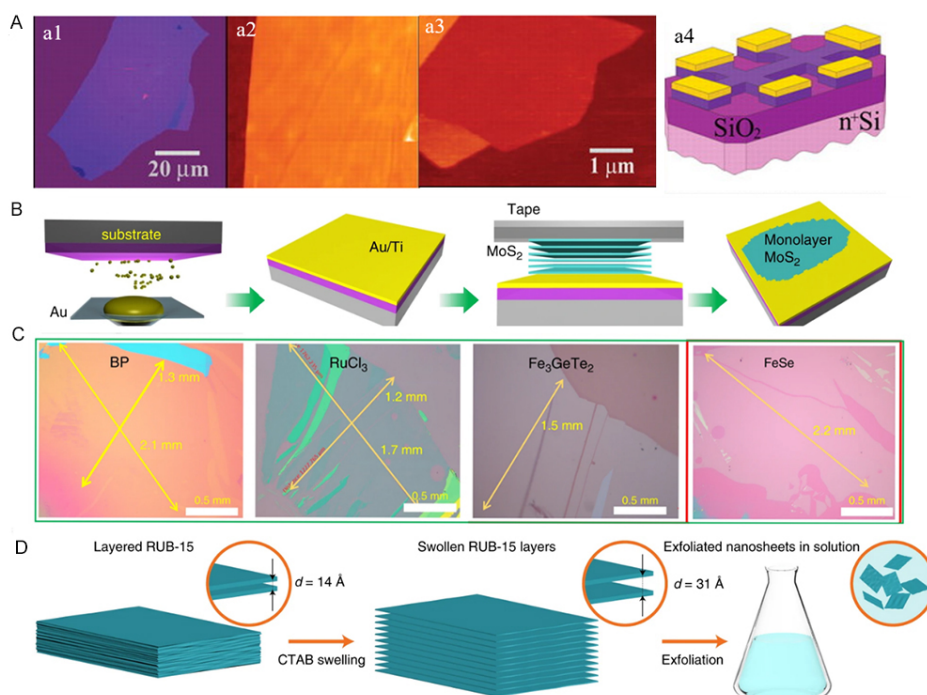 A
a1
a2
a3
a4
20 μm
1 μm
SiO₂
n⁺Si
B
substrate
Au
Au/Ti
Tape
MoS₂
Monolayer
MoS₂
C
BP
1.3 mm
2.1 mm
0.5 mm
RuCl₃
1.2 mm
1.7 mm
0.5 mm
Fe₃GeTe₂
1.5 mm
0.5 mm
FeSe
2.2 mm
0.5 mm
D
Layered RUB-15
d = 14 Å
CTAB swelling
Swollen RUB-15 layers
d = 31 Å
Exfoliation
Exfoliated nanosheets in solution